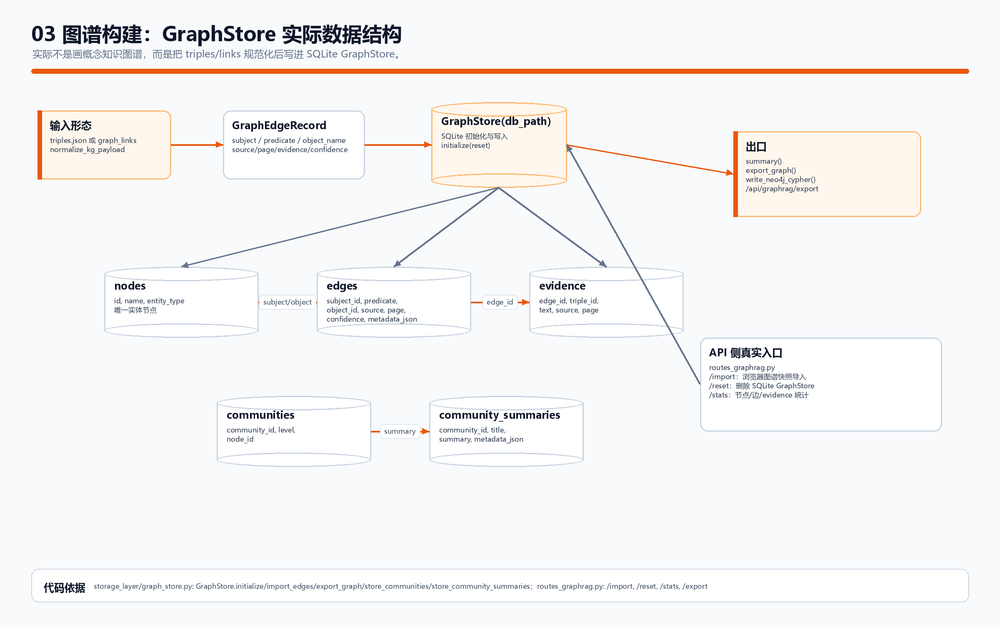 03 图谱构建：GraphStore 实际数据结构
实际不是画概念知识图谱，而是把 triples/links 规范化后写进 SQLite GraphStore。
输入形态
triples.json 或 graph_links
normalize_kg_payload
GraphEdgeRecord
subject / predicate / object_name
source/page/evidence/confidence
GraphStore(db_path)
SQLite 初始化与写入
initialize(reset)
出口
summary()
export_graph()
write_neo4j_cypher()
/api/graphrag/export
nodes
id, name, entity_type
唯一实体节点
subject/object
edges
subject_id, predicate,
object_id, source, page,
confidence, metadata_json
edge_id
evidence
edge_id, triple_id,
text, source, page
API 侧真实入口
routes_graphrag.py
/import：浏览器图谱快照导入
/reset：删除 SQLite GraphStore
/stats：节点/边/evidence 统计
communities
community_id, level,
node_id
summary
community_summaries
community_id, title,
summary, metadata_json
代码依据 storage_layer/graph_store.py: GraphStore.initialize/import_edges/export_graph/store_communities/store_community_summaries；routes_graphrag.py: /import, /reset, /stats, /export